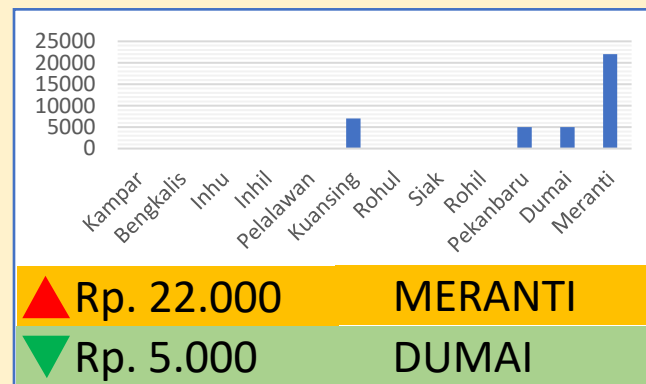 25000
20000
15000
10000
5000
0
Kampar
Bengkalis
Inhu
Inhil
Pelalawan
Kuansing
Rohul
Siak
Rohil
Pekanbaru
Dumai
Meranti
Rp. 22.000 MERANTI
Rp. 5.000 DUMAI